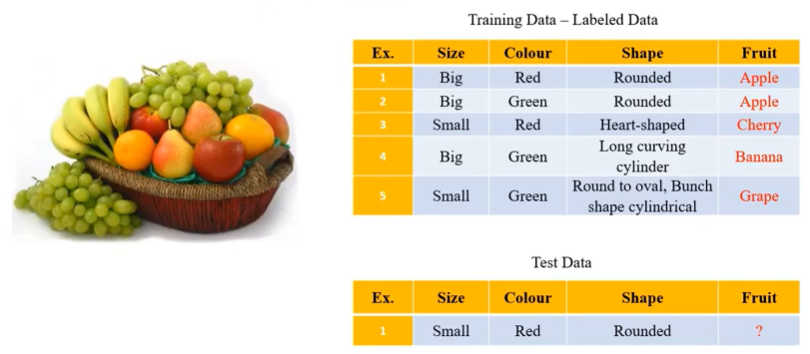 Training Data – Labeled Data
Ex. Size Colour Shape Fruit
1 Big Red Rounded Apple
2 Big Green Rounded Apple
3 Small Red Heart-shaped Cherry
4 Big Green Long curving cylinder Banana
5 Small Green Round to oval, Bunch shape cylindrical Grape
Test Data
Ex. Size Colour Shape Fruit
1 Small Red Rounded ?